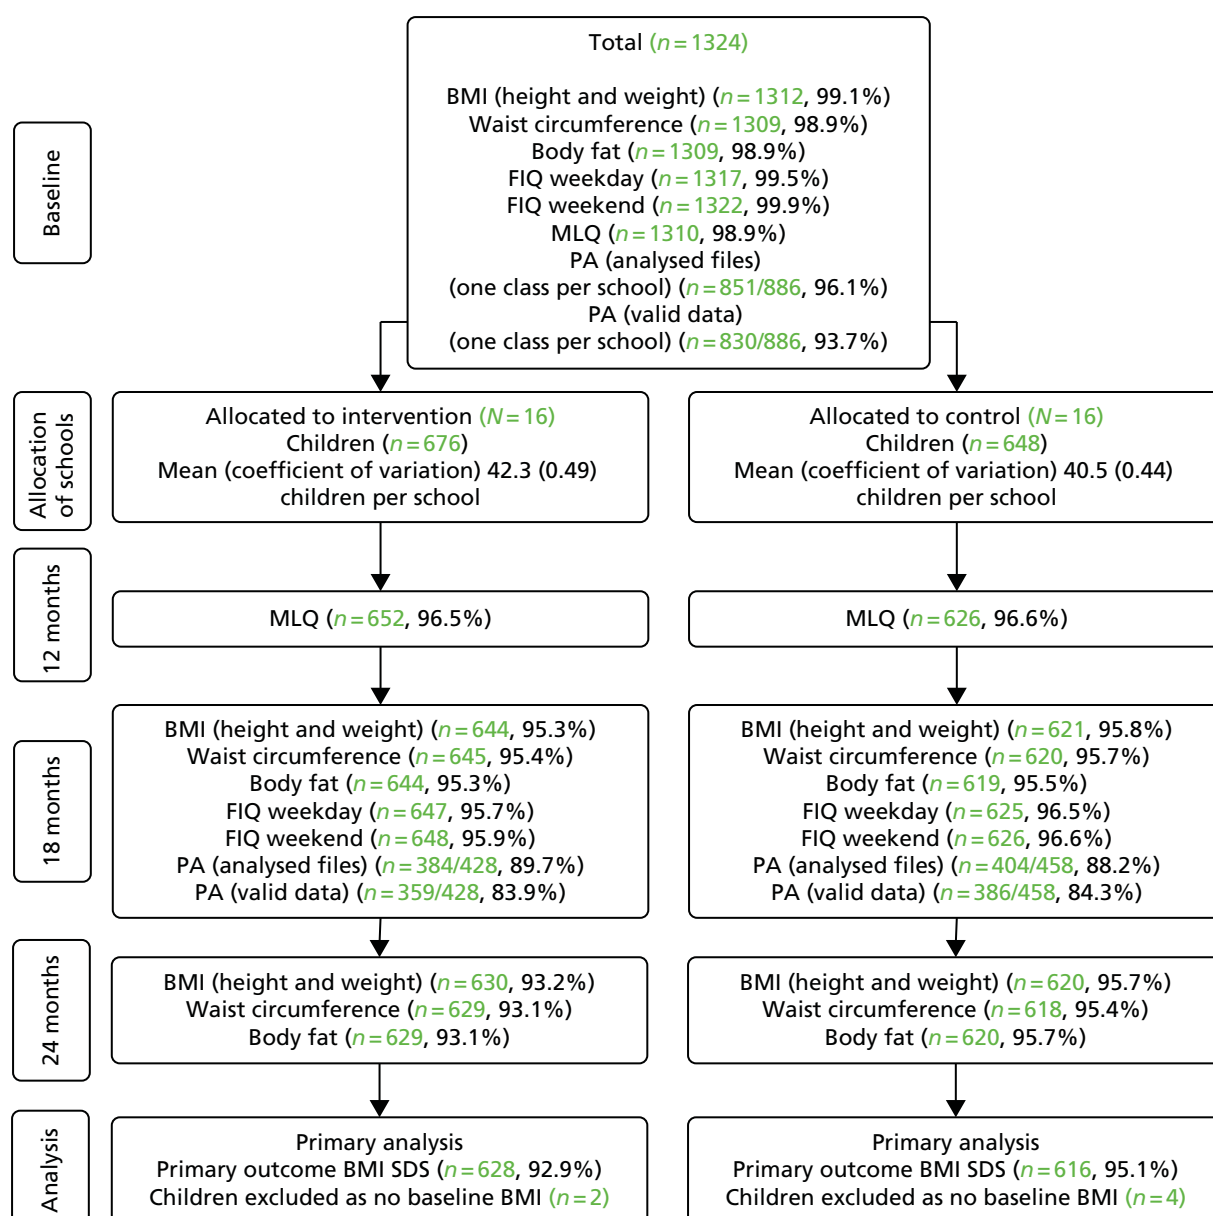 Total (n=1324)
BMI (height and weight) (n=1312, 99.1%)
Waist circumference (n=1309, 98.9%)
Body fat (n=1309, 98.9%)
FIQ weekday (n=1317, 99.5%)
FIQ weekend (n=1322, 99.9%)
MLQ (n=1310, 98.9%)
PA (analysed files)
(one class per school) (n=851/886, 96.1%)
PA (valid data)
(one class per school) (n=830/886, 93.7%)
Baseline
Allocation
of schools
Allocated to intervention (N=16)
Children (n=676)
Mean (coefficient of variation) 42.3 (0.49)
children per school
Allocated to control (N=16)
Children (n=648)
Mean (coefficient of variation) 40.5 (0.44)
children per school
12 months
MLQ (n=652, 96.5%)
MLQ (n=626, 96.6%)
18 months
BMI (height and weight) (n=644, 95.3%)
Waist circumference (n=645, 95.4%)
Body fat (n=644, 95.3%)
FIQ weekday (n=647, 95.7%)
FIQ weekend (n=648, 95.9%)
PA (analysed files) (n=384/428, 89.7%)
PA (valid data) (n=359/428, 83.9%)
BMI (height and weight) (n=621, 95.8%)
Waist circumference (n=620, 95.7%)
Body fat (n=619, 95.5%)
FIQ weekday (n=625, 96.5%)
FIQ weekend (n=626, 96.6%)
PA (analysed files) (n=404/458, 88.2%)
PA (valid data) (n=386/458, 84.3%)
24 months
BMI (height and weight) (n=630, 93.2%)
Waist circumference (n=629, 93.1%)
Body fat (n=629, 93.1%)
BMI (height and weight) (n=620, 95.7%)
Waist circumference (n=618, 95.4%)
Body fat (n=620, 95.7%)
Analysis
Primary analysis
Primary outcome BMI SDS (n=628, 92.9%)
Children excluded as no baseline BMI (n=2)
Primary analysis
Primary outcome BMI SDS (n=616, 95.1%)
Children excluded as no baseline BMI (n=4)